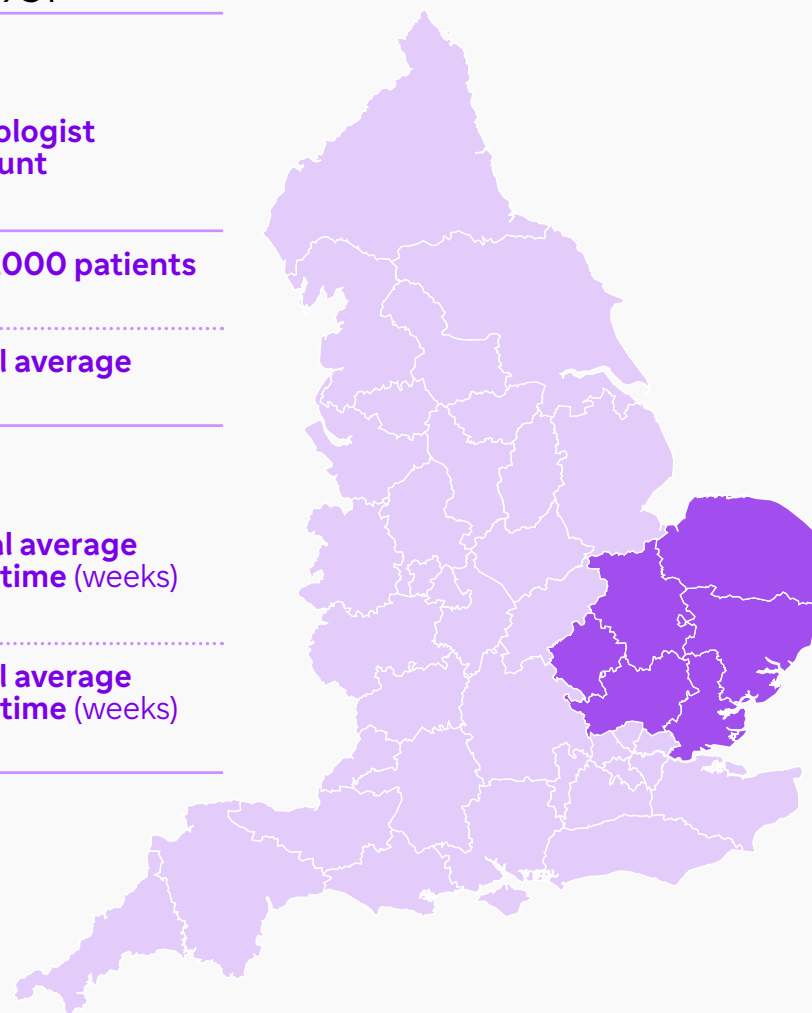 ologist
unt
000 patients
l average
al average
time (weeks)
l average
time (weeks)